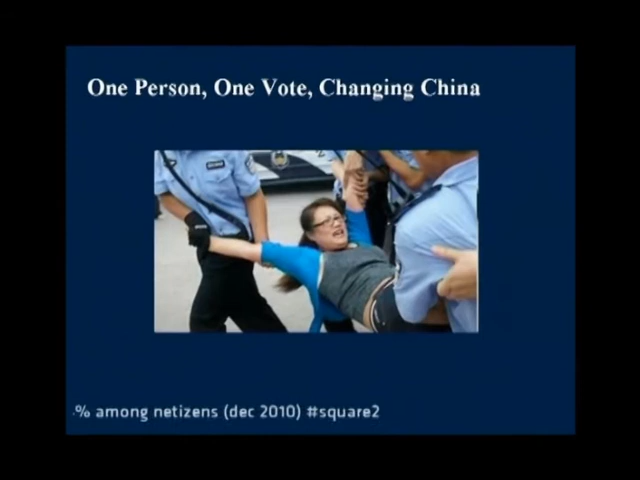 One Person, One Vote, Changing China
% among netizens (dec 2010) #square2